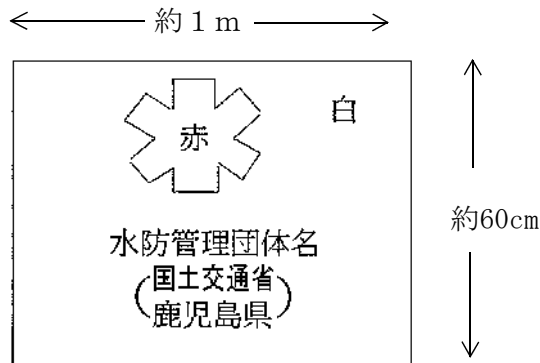 約１ｍ
白
赤
約60cm
水防管理団体名
(国土交通省
鹿児島県)